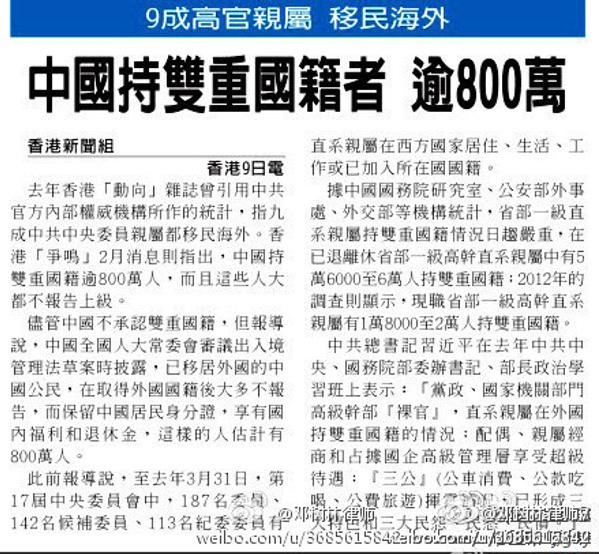 9成高官親屬 移民海外
中國持雙重國籍者 逾800萬
香港新聞組
香港9日電
去年香港「動向」雜誌曾引用中共
官方內部權威機構所作的統計，指九
成中共中央委員親屬都移民海外。香
港「爭鳴」2月消息則指出，中國持
雙重國籍逾800萬人，而且這些人大
都不報告上級。
儘管中國不承認雙重國籍，但報導
說，中國全國人大常委會審議出入境
管理法草案時披露，已移居外國的中
國公民，在取得外國國籍後大多不報
告，而保留中國居民身分證，享有國
內福利和退休金，這樣的人估計有
800萬人。
此前報導說，至去年3月31日，第
17屆中央委員會中，187名委員、
142名候補委員、113名紀委委員有
直系親屬在西方國家居住、生活、工
作或已加入所在國國籍。
據中國國務院研究室、公安部外事
處、外交部等機構統計，省部一級直
系親屬持雙重國籍情況日趨嚴重，在
已退離休省部一級高幹直系親屬中有5
萬6000至6萬人持雙重國籍；2012年的
調查則顯示，現職省部一級高幹直系
親屬有1萬8000至2萬人持雙重國籍。
中共總書記習近平在去年中共中
央、國務院部委辦書記、部長政治學
習班上表示：「黨政、國家機關部門
高級幹部『裸官』，直系親屬在外國
持雙重國籍的情況；配偶、親屬經
商和占據國企高級管理層享受超級
待遇；『三公』(公車消費、公款吃
喝、公費旅遊)揮 已形成三
大特色和三大民怨
@邓树林律师
weibo.com/u/3685615842